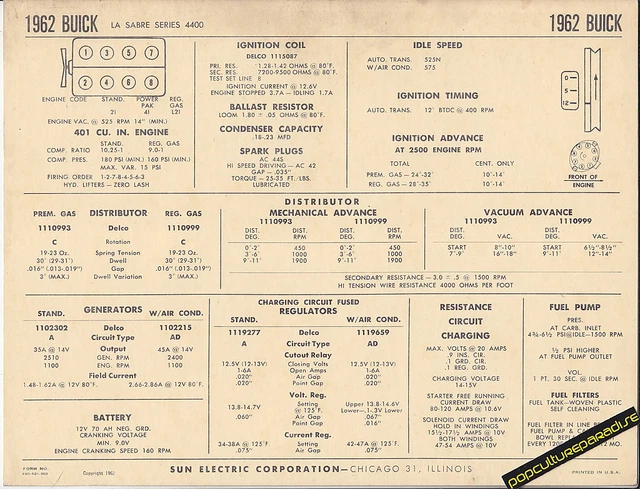 1962 BUICK LA SABRE SERIES 4400 1962 BUICK
1 3 5 7
2 4 6 8
ENGINE CODE STAND. POWER PAK REG. GAS
2I 4I L2I
ENGINE VAC. @ 525 RPM 14" (MIN.)
401 CU. IN. ENGINE
STAND. REG. GAS
COMP. RATIO 10.25-1 9.0-1
COMP. PRES. 180 PSI (MIN.) 160 PSI (MIN.)
MAX. VAR. 15 PSI
FIRING ORDER 1-2-7-8-4-5-6-3
HYD. LIFTERS — ZERO LASH
IGNITION COIL
DELCO 1115087
PRI. RES. 1.28-1.42 OHMS @ 80°F.
SEC. RES. 7200-9500 OHMS @ 80°F.
TEST SET LINE 8
IGNITION CURRENT @ 12.6V
ENGINE STOPPED 3.7A — IDLING 1.7A
BALLAST RESISTOR
LOOM 1.80 ± .05 OHMS @ 80°F.
CONDENSER CAPACITY
.18-.23 MFD
SPARK PLUGS
AC 44S
HI SPEED DRIVING — AC 42
GAP — .035"
TORQUE — 25-35 FT./LBS.
LUBRICATED
IDLE SPEED
AUTO. TRANS. 525N
W/AIR COND. 575
IGNITION TIMING
AUTO. TRANS. 12° BTDC @ 400 RPM
IGNITION ADVANCE
AT 2500 ENGINE RPM
TOTAL CENT. ONLY
PREM. GAS — 24°-32° 10°-14°
REG. GAS — 28°-35° 10°-14°
0
5
12
FRONT OF
ENGINE
PREM. GAS DISTRIBUTOR REG. GAS
1110993 Delco 1110999
C Rotation C
19-23 Oz. Spring Tension 19-23 Oz.
30° (29-31°) Dwell 30° (29-31°)
.016" (.013-.019") Gap .016" (.013-.019")
3° (MAX.) Dwell Variation 3° (MAX.)
DISTRIBUTOR
MECHANICAL ADVANCE
1110993 1110999
DIST. DEG. DIST. RPM DIST. DEG. DIST. RPM
0°-2° 450 0°-2° 450
3°-6° 1000 3°-6° 1000
9°-11° 1900 9°-11° 1900
VACUUM ADVANCE
1110993 1110999
DIST. DEG. VAC. DIST. DEG. VAC.
START 8"-10" START 6½"-8½"
7°-9° 16"-18" 9°-11° 12"-14"
SECONDARY RESISTANCE — 3.0 ± .5 @ 1500 RPM
HI TENSION WIRE RESISTANCE 4000 OHMS PER FOOT
GENERATORS
STAND. W/AIR COND.
1102302 Delco 1102215
A Circuit Type AD
35A @ 14V Output 45A @ 14V
2510 GEN. RPM 2400
1100 ENG. RPM 1100
Field Current
1.48-1.62A @ 12V 80°F. 2.66-2.86A @ 12V 80°F.
BATTERY
12V 70 AH NEG. GRD.
CRANKING VOLTAGE
MIN. 9.0V
ENGINE CRANKING SPEED 160 RPM
CHARGING CIRCUIT FUSED
REGULATORS
STAND. W/AIR COND.
1119277 Delco 1119659
A Circuit Type AD
Cutout Relay
12.5V (12-13V) Closing Volts 12.5V (12-13V)
1-6A Open Amps 1-6A
.020" Air Gap .020"
.020" Point Gap .020"
Volt. Reg.
13.8-14.7V Setting @ 125°F. Upper 13.8-14.6V
Lower—.1-.3V Lower
.060" Air Gap .067"
Point Gap .016"
Current Reg.
34-38A @ 125°F Setting 42-47A @ 125°F.
.075" Air Gap .075"
RESISTANCE
CIRCUIT
CHARGING
MAX. VOLTS @ 20 AMPS
.9 INS. CIR.
.1 GRD. CIR.
.1 REG. GRD.
CHARGING VOLTAGE
14-15V
STARTER FREE RUNNING
CURRENT DRAW
80-120 AMPS @ 10.6V
SOLENOID CURRENT DRAW
HOLD IN WINDINGS
15½-17½ AMPS @ 10V
BOTH WINDINGS
47-54 AMPS @ 10V
FUEL PUMP
PRES.
AT CARB. INLET
4¾-6½ PSI @ IDLE—1500 RPM
½ PSI HIGHER
AT FUEL PUMP OUTLET
VOL.
1 PT. 30 SEC. @ IDLE RPM
FUEL FILTERS
FUEL TANK—WOVEN PLASTIC
SELF CLEANING
FUEL FILTER IN LINE
FUEL PUMP &
BOWL
EVERY 12,
popcultureparadise
Copyright 1962
SUN ELECTRIC CORPORATION — CHICAGO 31, ILLINOIS
PRINTED IN U.S.A.
FORM NO.